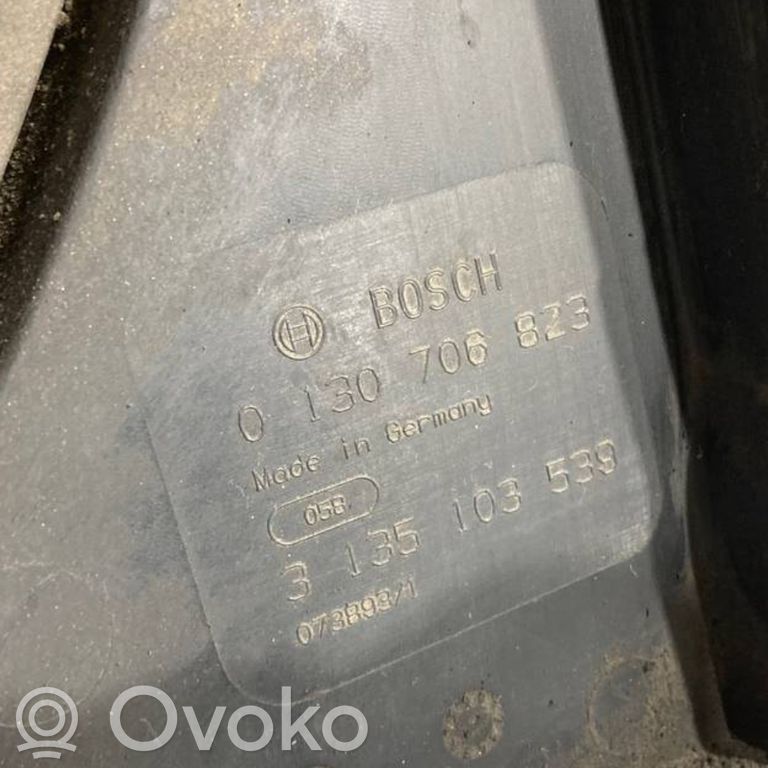 BOSCH
0 130 706 823
Made in Germany
058
3 135 103 539
073893/1
Ovoko